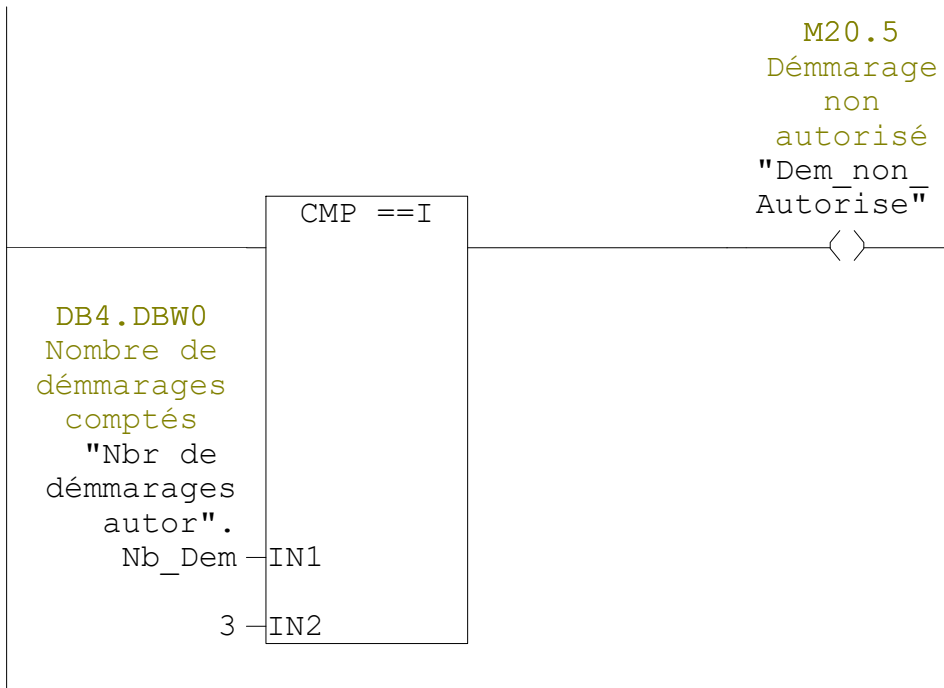 M20.5
Démmarage
non
autorisé
"Dem_non_
Autorise"
CMP ==I
DB4.DBW0
Nombre de
démmarages
comptés
"Nbr de
démmarages
autor".
Nb_Dem
IN1
3
IN2